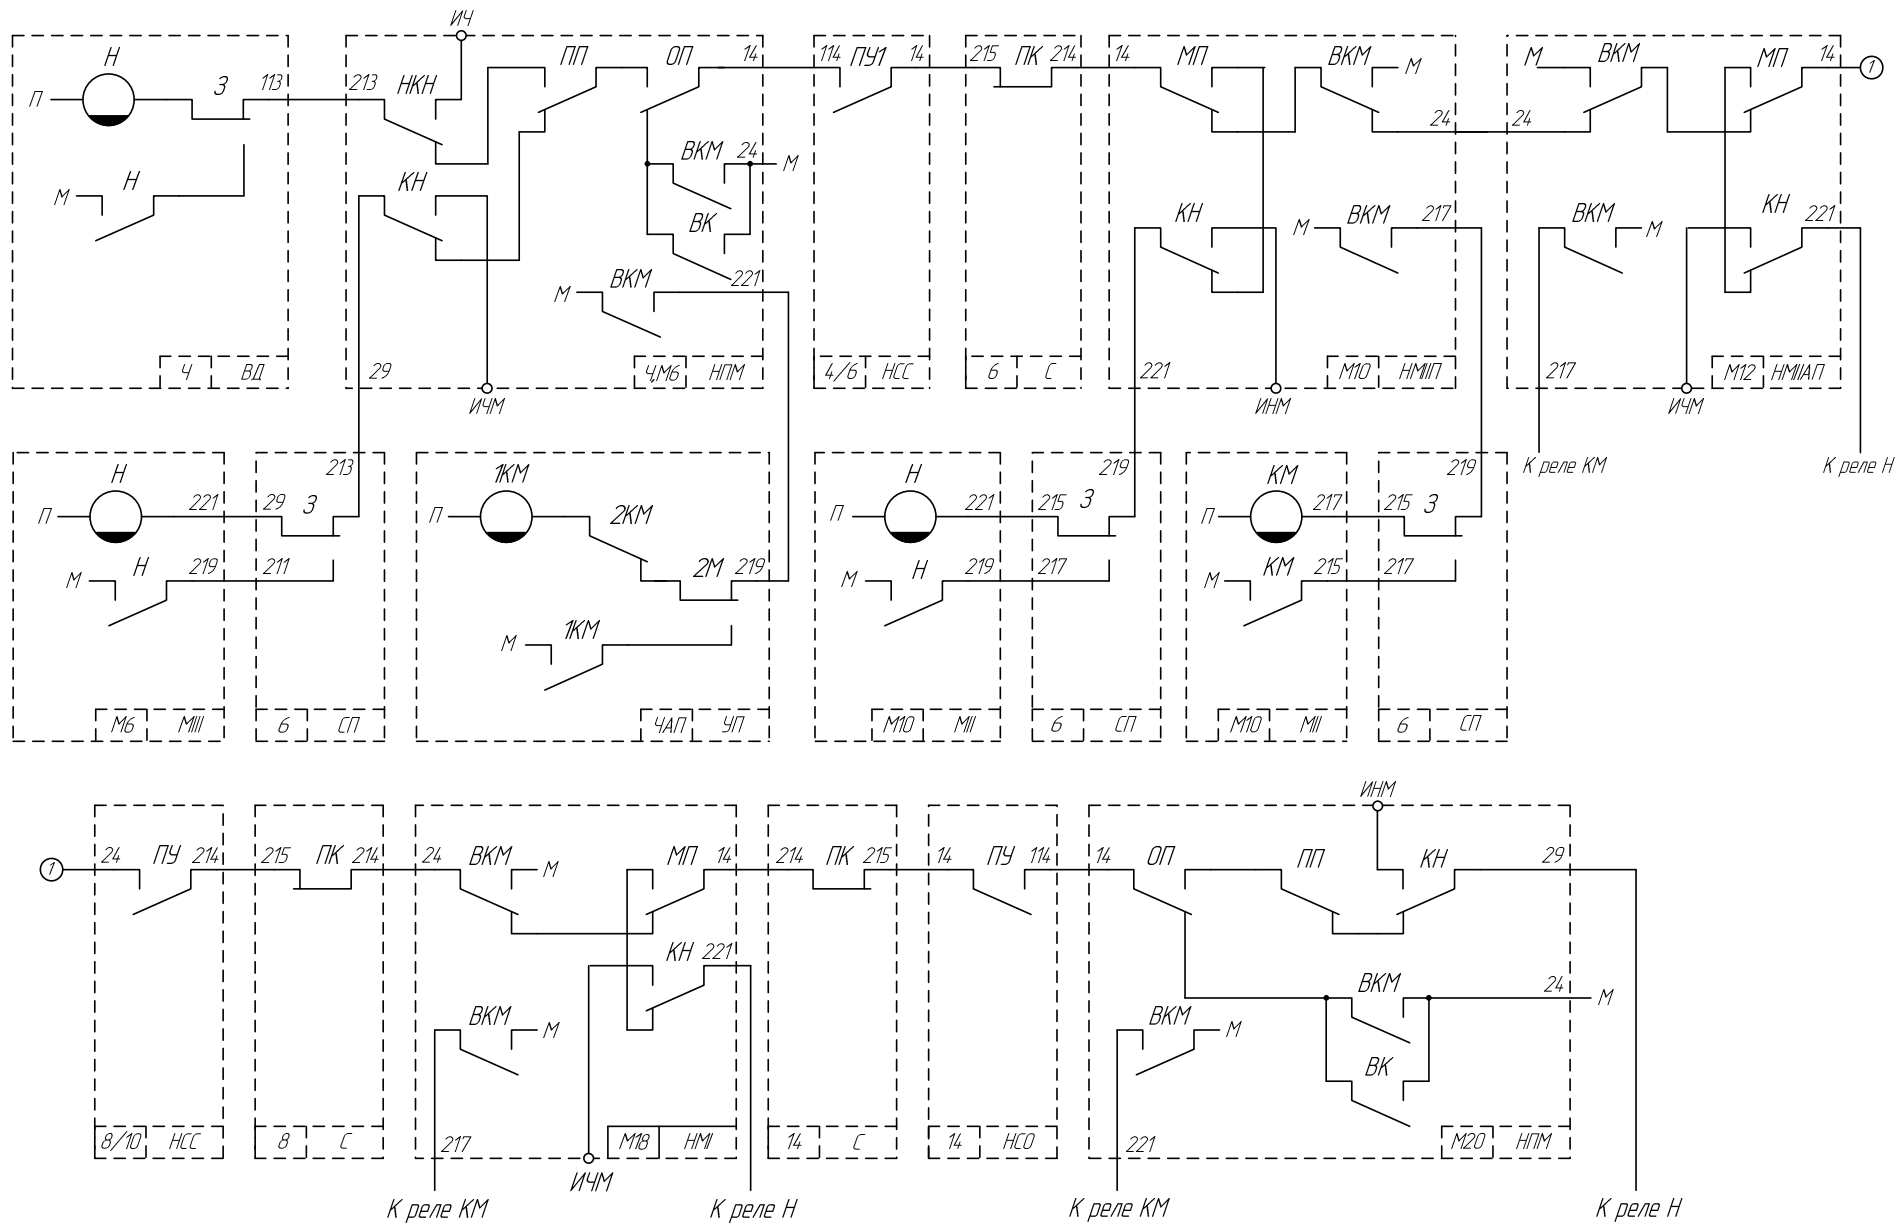 ИЧ
Н
П
З
113
М
Н
Ч
ВД
213
НКН
ПП
ОП
14
КН
ВКМ
24
М
ВК
ВКМ
221
М
29
ИЧМ
Ч,М6
НПМ
114
ПУ1
14
4/6
НСС
215
ПК
214
6
С
14
МП
ВКМ
М
24
КН
М
ВКМ
217
221
ИНМ
М10
НМIIП
М
ВКМ
МП
14
1
24
ВКМ
М
КН
221
217
ИЧМ
М12
НМIIАП
К реле КМ
К реле Н
Н
П
221
М
Н
219
М6
МIII
213
29
З
211
6
СП
1КМ
П
2КМ
2М
219
М
1КМ
ЧАП
УП
Н
П
221
М
Н
219
М10
МII
219
215
З
217
6
СП
КМ
П
217
М
КМ
215
М10
МII
219
215
З
217
6
СП
1
24
ПУ
214
8/10
НСС
215
ПК
214
8
С
24
ВКМ
М
МП
14
КН
221
ВКМ
М
217
ИЧМ
М18
НМI
К реле КМ
К реле Н
214
ПК
215
14
С
14
ПУ
114
14
НСО
ИНМ
14
ОП
ПП
КН
29
ВКМ
24
М
ВКМ
М
ВК
221
М20
НПМ
К реле КМ
К реле Н